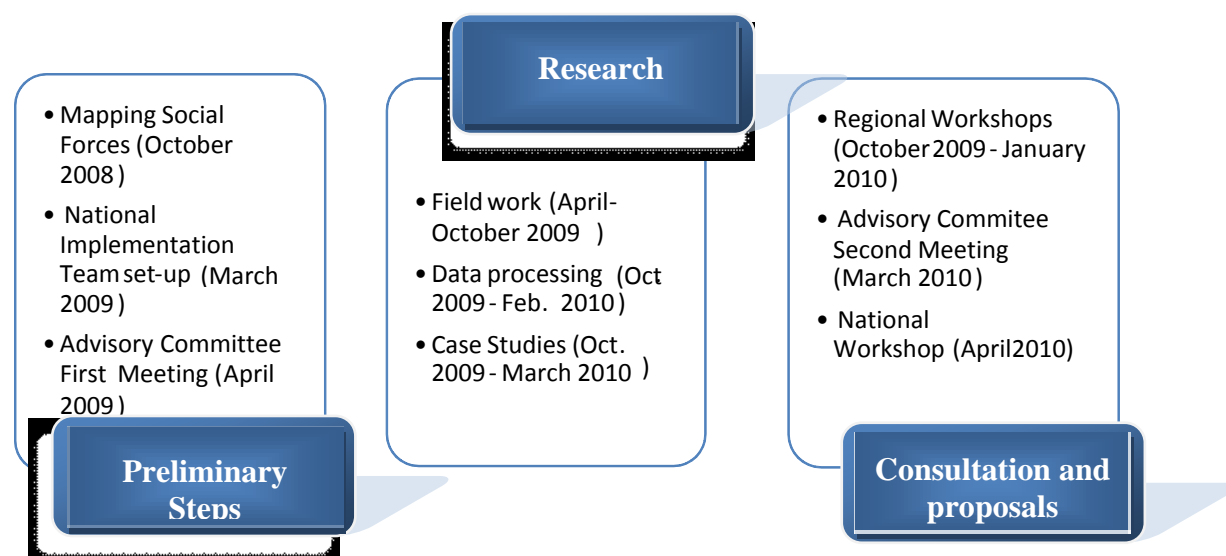 • Mapping Social
Forces (October
2008)
• National
Implementation
Team set-up (March
2009)
• Advisory Committee
First Meeting (April
2009)
Preliminary
Steps
Research
• Field work (April-
October 2009 )
• Data processing (Oct.
2009 - Feb. 2010)
• Case Studies (Oct.
2009 - March 2010 )
• Regional Workshops
(October 2009 - January
2010)
• Advisory Commitee
Second Meeting
(March 2010)
• National
Workshop (April2010)
Consultation and
proposals